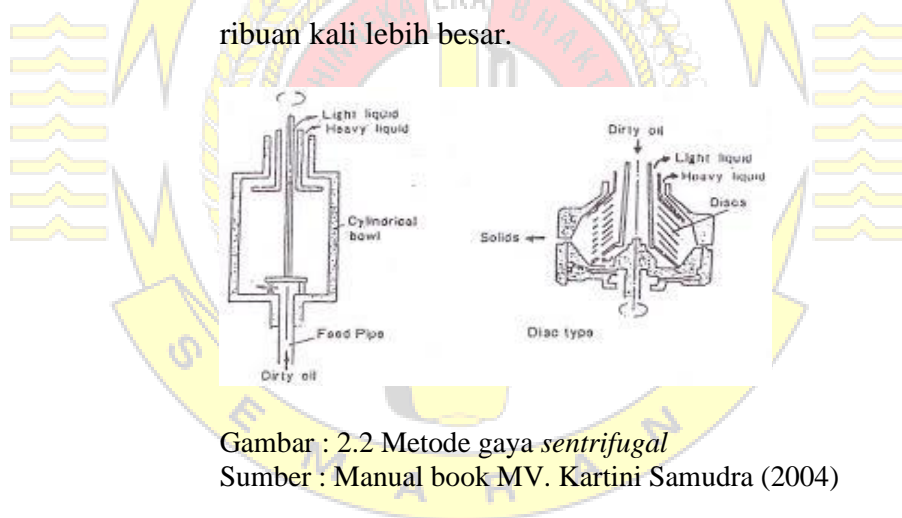 ribuan kali lebih besar.
Light liquid
Heavy liquid
Cylindrical
bowl
Feed Pipe
Dirty oil
Dirty oil
Light liquid
Heavy liquid
Discs
Solids
Disc type
Gambar : 2.2 Metode gaya sentrifugal
Sumber : Manual book MV. Kartini Samudra (2004)
SEMARAN